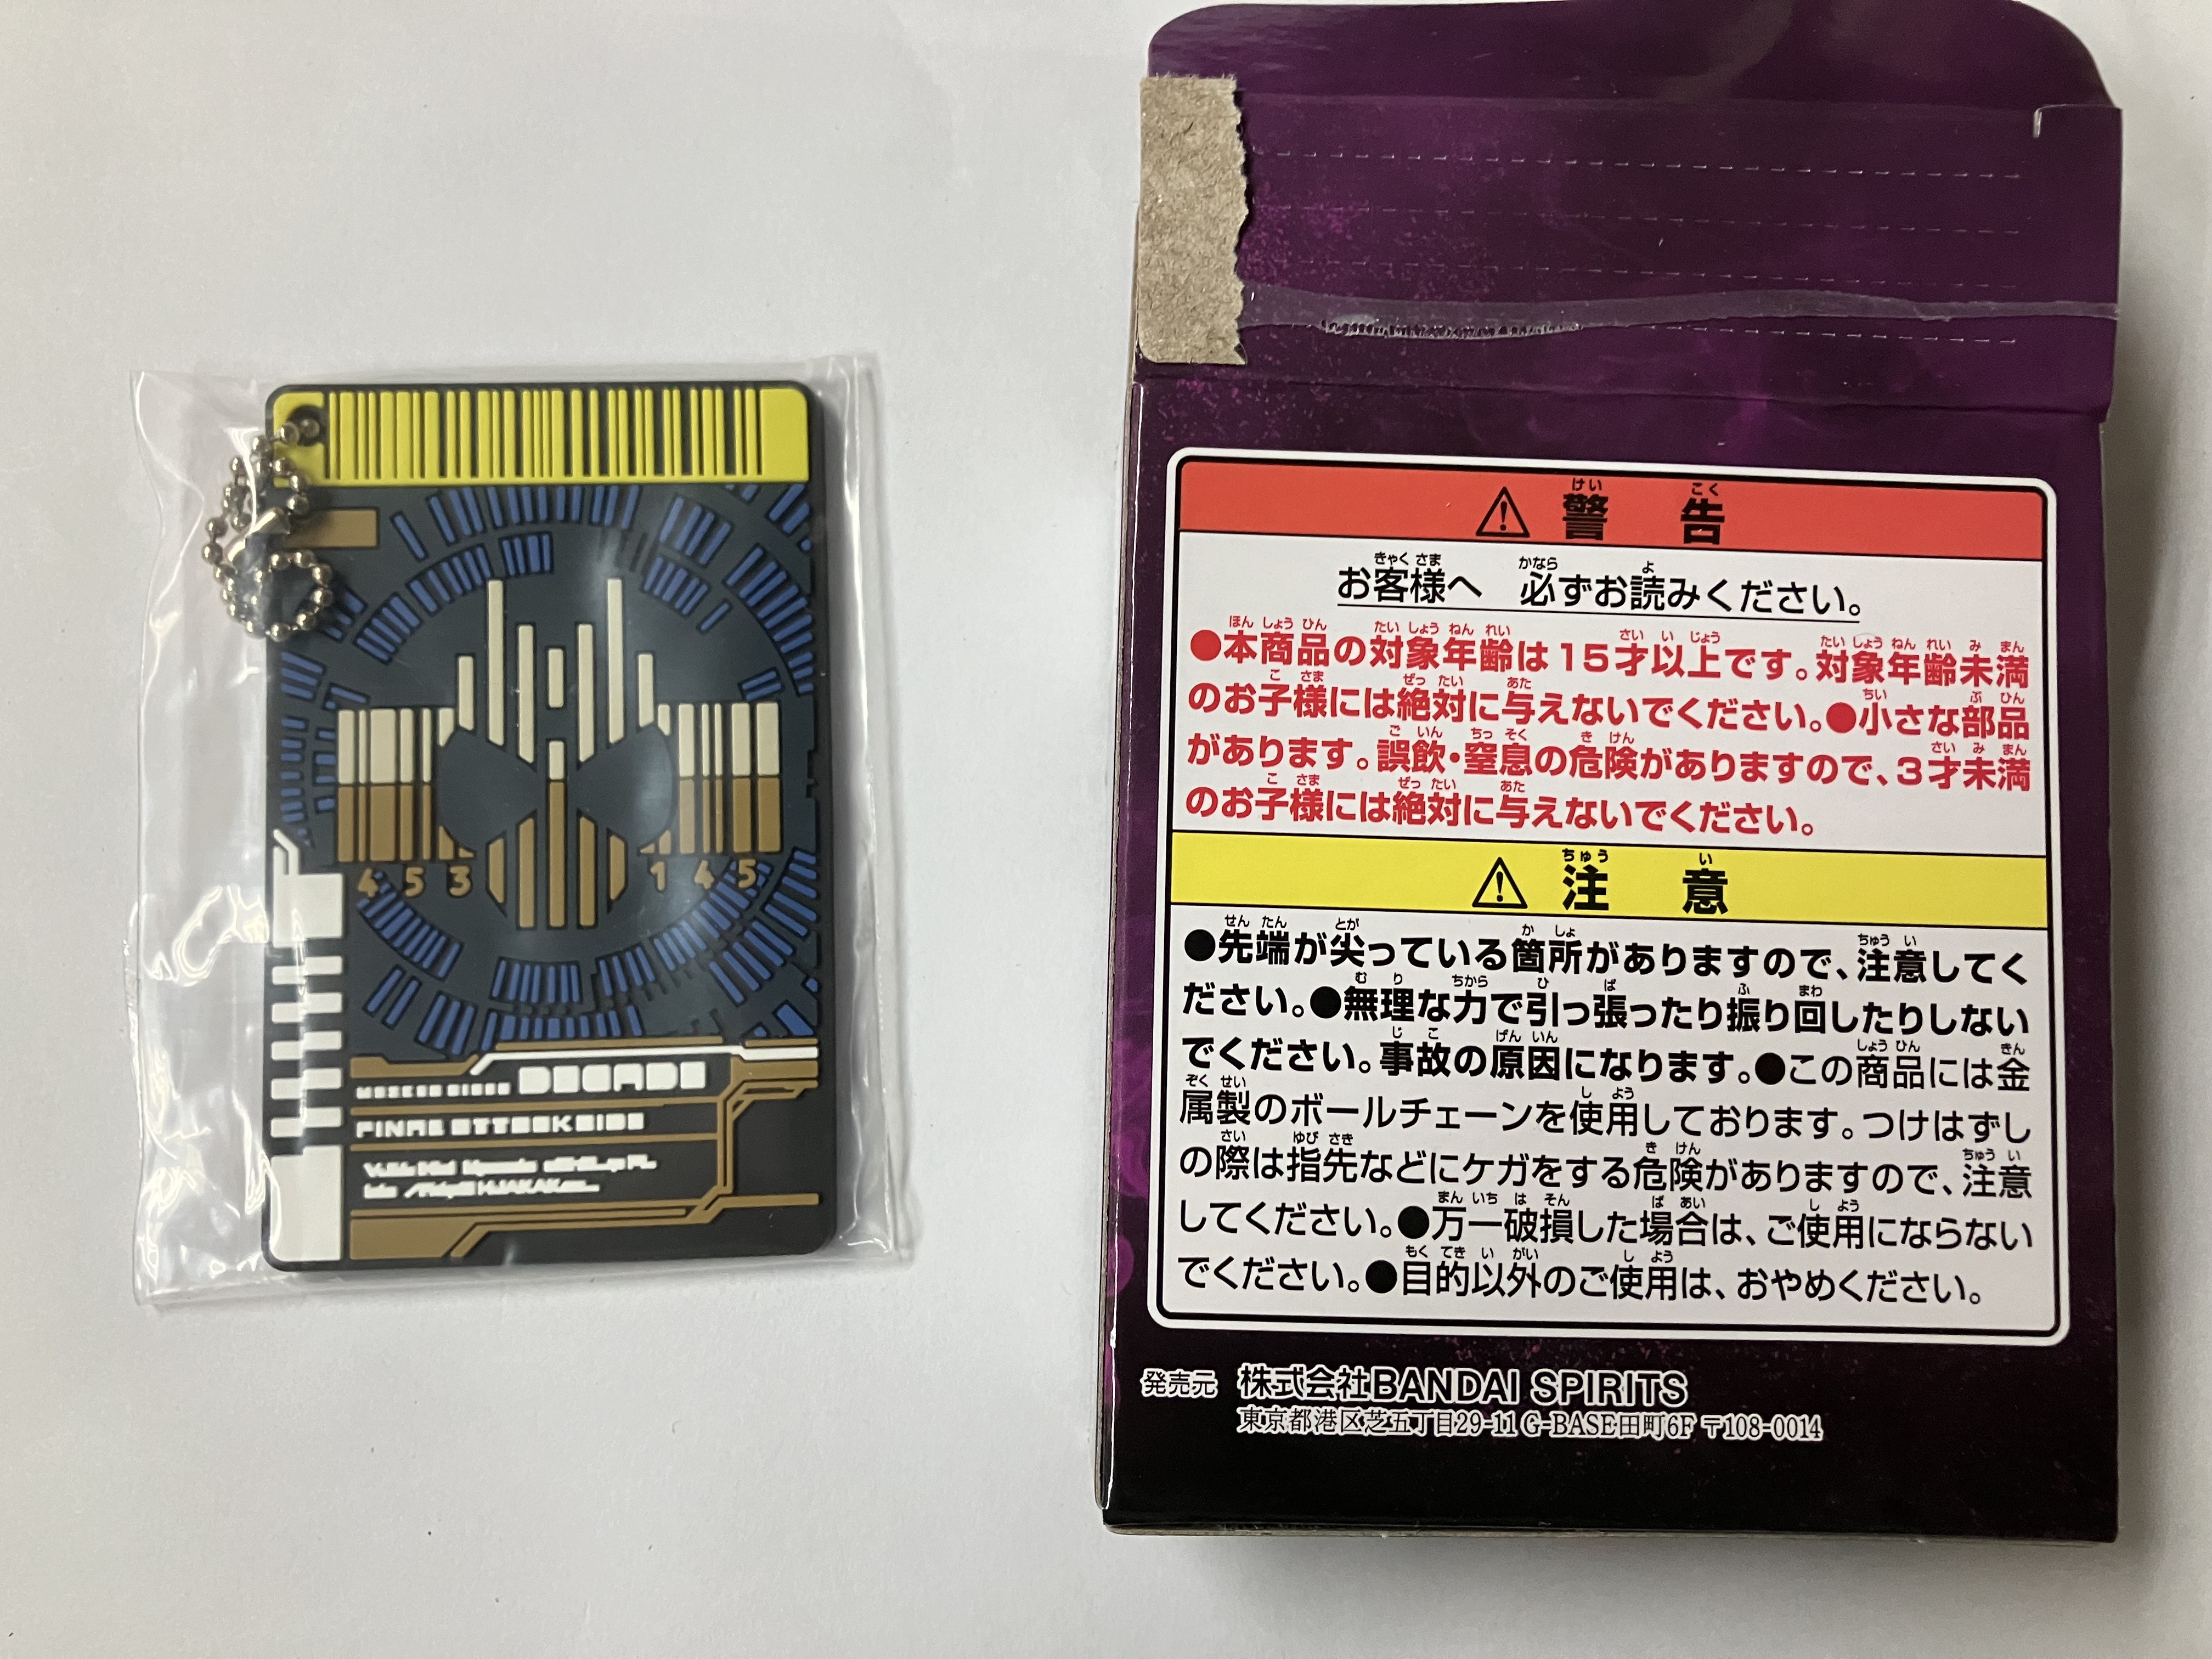 4 5 3
1 4 5
MASKED RIDER DECADE
FINAL ATTACKRIDE
警告
お客様へ 必ずお読みください。
●本商品の対象年齢は15才以上です。対象年齢未満
のお子様には絶対に与えないでください。●小さな部品
があります。誤飲・窒息の危険がありますので、3才未満
のお子様には絶対に与えないでください。
注意
●先端が尖っている箇所がありますので、注意してく
ださい。●無理な力で引っ張ったり振り回したりしない
でください。事故の原因になります。●この商品には金
属製のボールチェーンを使用しております。つけはずし
の際は指先などにケガをする危険がありますので、注意
してください。●万一破損した場合は、ご使用にならない
でください。●目的以外のご使用は、おやめください。
発売元 株式会社BANDAI SPIRITS
東京都港区芝五丁目29-11 G-BASE田町6F 〒108-0014